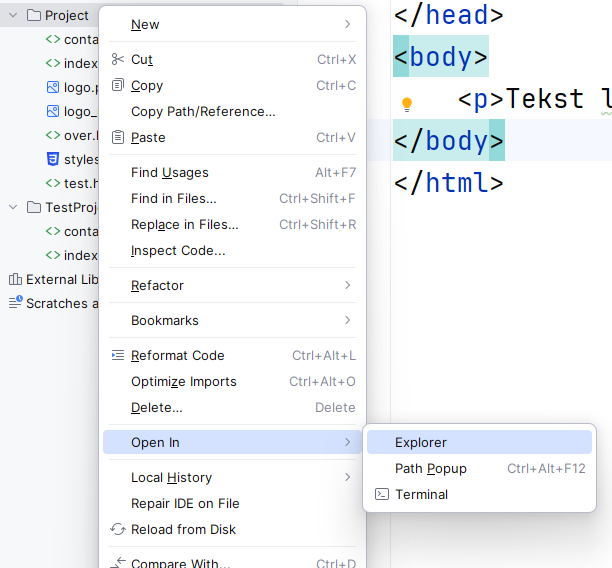 Project
conta
index
logo.p
logo_
over.l
styles
test.h
TestProj
conta
index
External Lib
Scratches a
New
Cut Ctrl+X
Copy Ctrl+C
Copy Path/Reference...
Paste Ctrl+V
Find Usages Alt+F7
Find in Files... Ctrl+Shift+F
Replace in Files... Ctrl+Shift+R
Inspect Code...
Refactor
Bookmarks
Reformat Code Ctrl+Alt+L
Optimize Imports Ctrl+Alt+O
Delete... Delete
Open In
Local History
Repair IDE on File
Reload from Disk
Compare With... Ctrl+D
Explorer
Path Popup Ctrl+Alt+F12
Terminal
</head>
<body>
<p>Tekst l
</body>
</html>